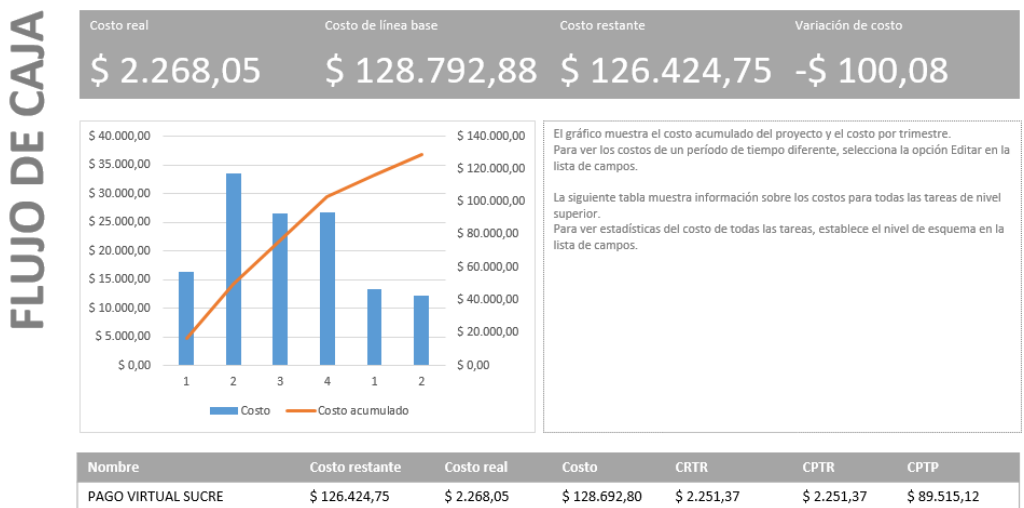 FLUJO DE CAJA
Costo real Costo de línea base Costo restante Variación de costo
$ 2.268,05 $ 128.792,88 $ 126.424,75 -$ 100,08
$ 40.000,00
$ 35.000,00
$ 30.000,00
$ 25.000,00
$ 20.000,00
$ 15.000,00
$ 10.000,00
$ 5.000,00
$ 0,00
$ 140.000,00
$ 120.000,00
$ 100.000,00
$ 80.000,00
$ 60.000,00
$ 40.000,00
$ 20.000,00
$ 0,00
1 2 3 4 1 2
Costo Costo acumulado
El gráfico muestra el costo acumulado del proyecto y el costo por trimestre.
Para ver los costos de un período de tiempo diferente, selecciona la opción Editar en la
lista de campos.
La siguiente tabla muestra información sobre los costos para todas las tareas de nivel
superior.
Para ver estadísticas del costo de todas las tareas, establece el nivel de esquema en la
lista de campos.
Nombre Costo restante Costo real Costo CRTR CPTR CPTP
PAGO VIRTUAL SUCRE $ 126.424,75 $ 2.268,05 $ 128.692,80 $ 2.251,37 $ 2.251,37 $ 89.515,12